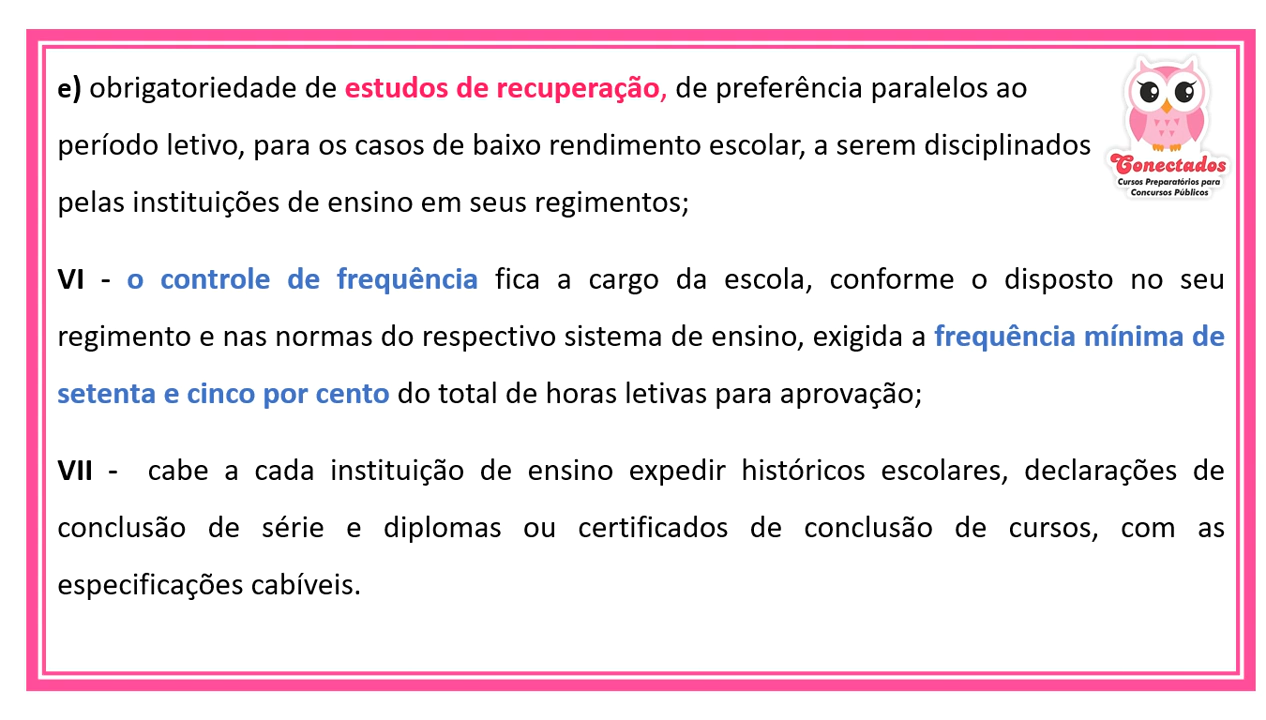 e) obrigatoriedade de estudos de recuperação, de preferência paralelos ao
período letivo, para os casos de baixo rendimento escolar, a serem disciplinados
pelas instituições de ensino em seus regimentos;
Conectados
Cursos Preparatórios para
Concursos Públicos
VI - o controle de frequência fica a cargo da escola, conforme o disposto no seu
regimento e nas normas do respectivo sistema de ensino, exigida a frequência mínima de
setenta e cinco por cento do total de horas letivas para aprovação;
VII - cabe a cada instituição de ensino expedir históricos escolares, declarações de
conclusão de série e diplomas ou certificados de conclusão de cursos, com as
especificações cabíveis.